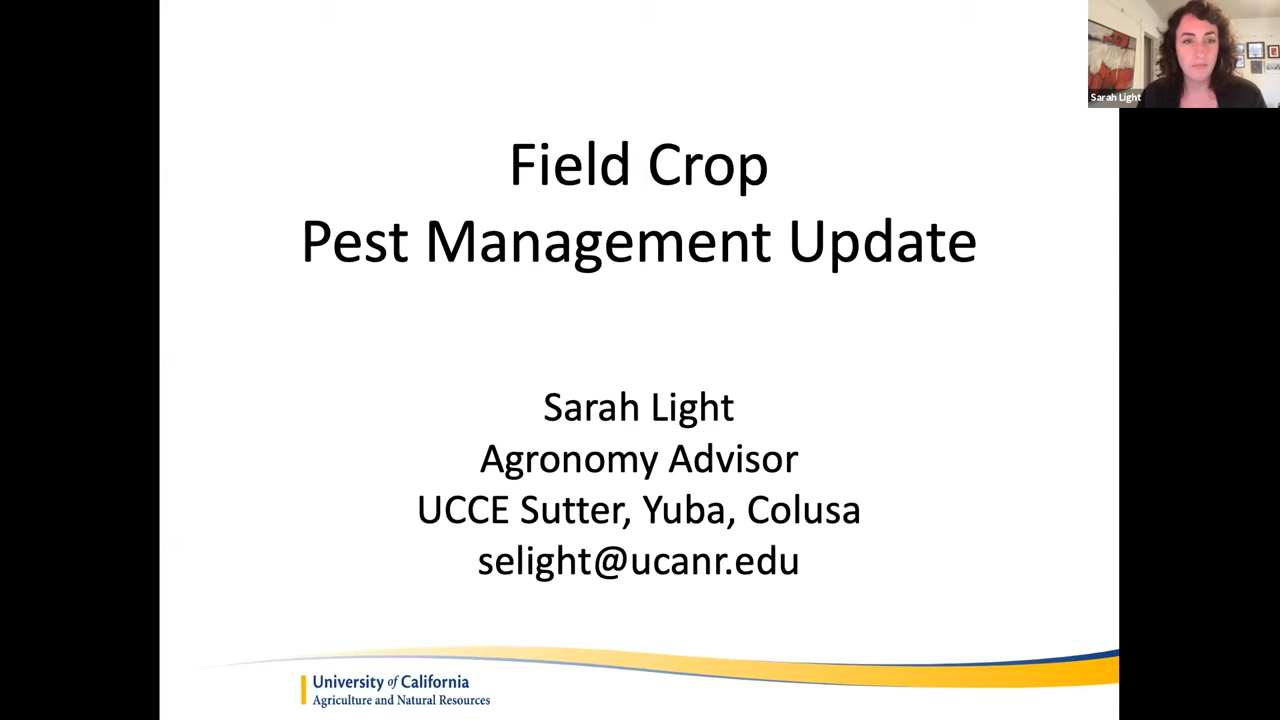 Sarah Light
Field Crop
Pest Management Update
Sarah Light
Agronomy Advisor
UCCE Sutter, Yuba, Colusa
selight@ucanr.edu
University of California
Agriculture and Natural Resources